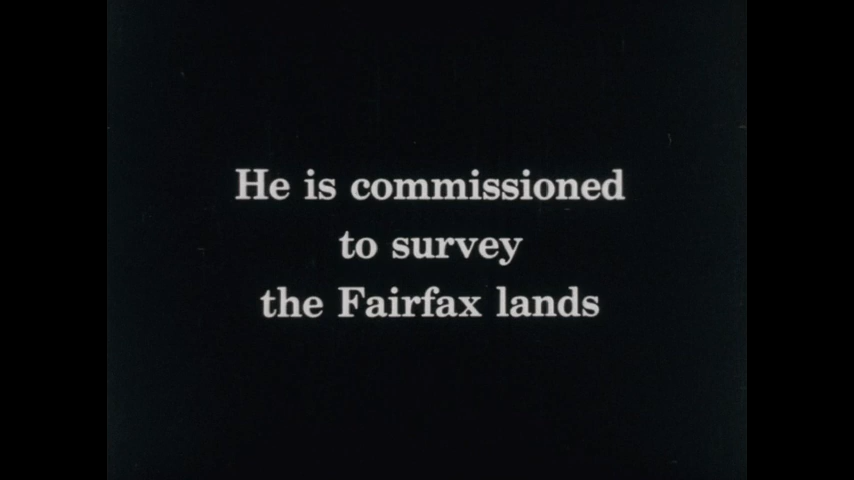 He is commissioned
to survey
the Fairfax lands